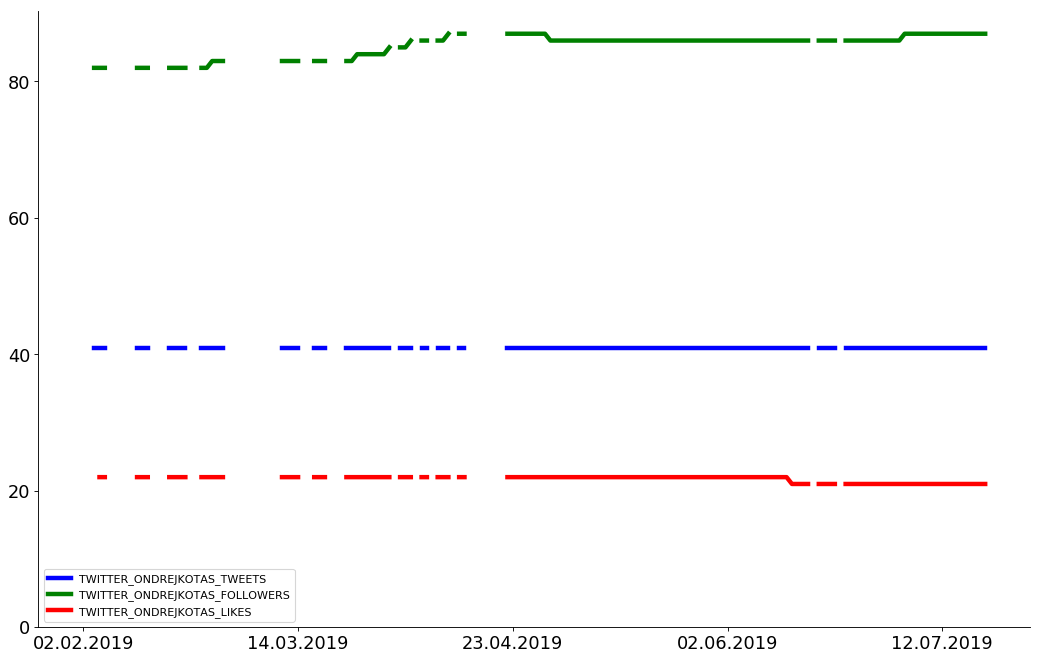 80
60
40
20
0
TWITTER_ONDREJKOTAS_TWEETS
TWITTER_ONDREJKOTAS_FOLLOWERS
TWITTER_ONDREJKOTAS_LIKES
02.02.2019 14.03.2019 23.04.2019 02.06.2019 12.07.2019